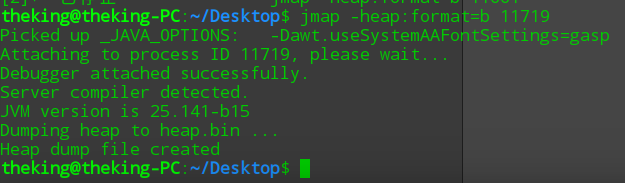 theking@theking-PC:~/Desktop$ jmap -heap:format=b 11719
Picked up _JAVA_OPTIONS:   -Dawt.useSystemAAFontSettings=gasp
Attaching to process ID 11719, please wait...
Debugger attached successfully.
Server compiler detected.
JVM version is 25.141-b15
Dumping heap to heap.bin ...
Heap dump file created
theking@theking-PC:~/Desktop$